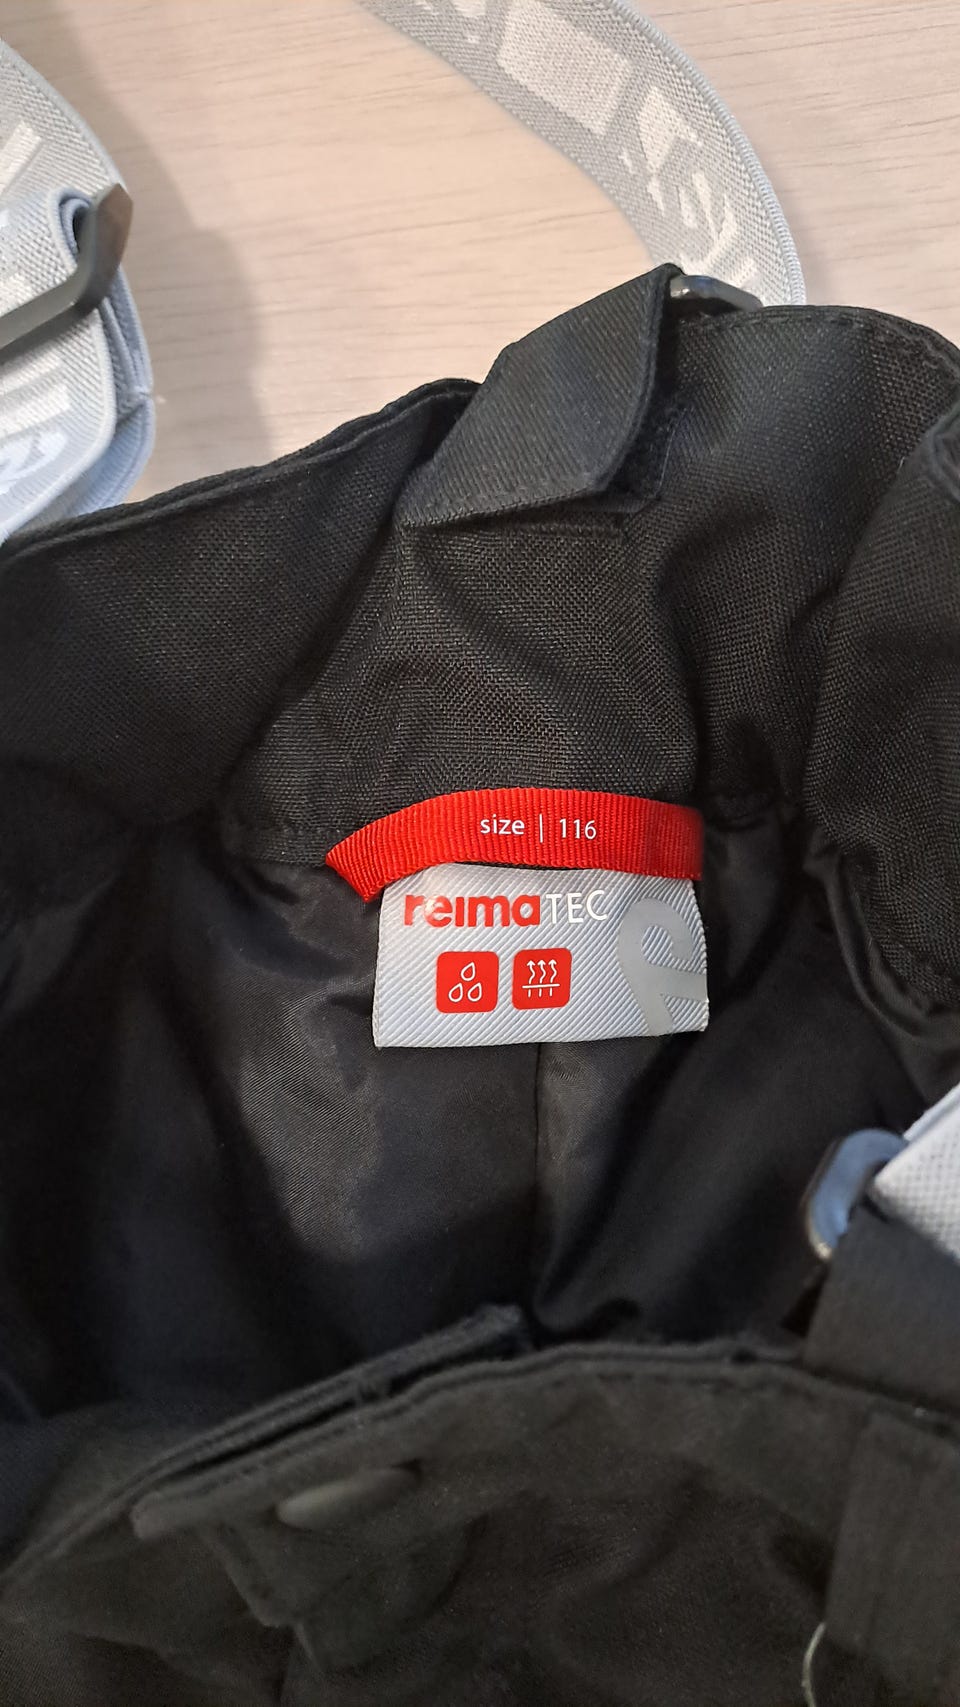 size | 116
reimaTEC